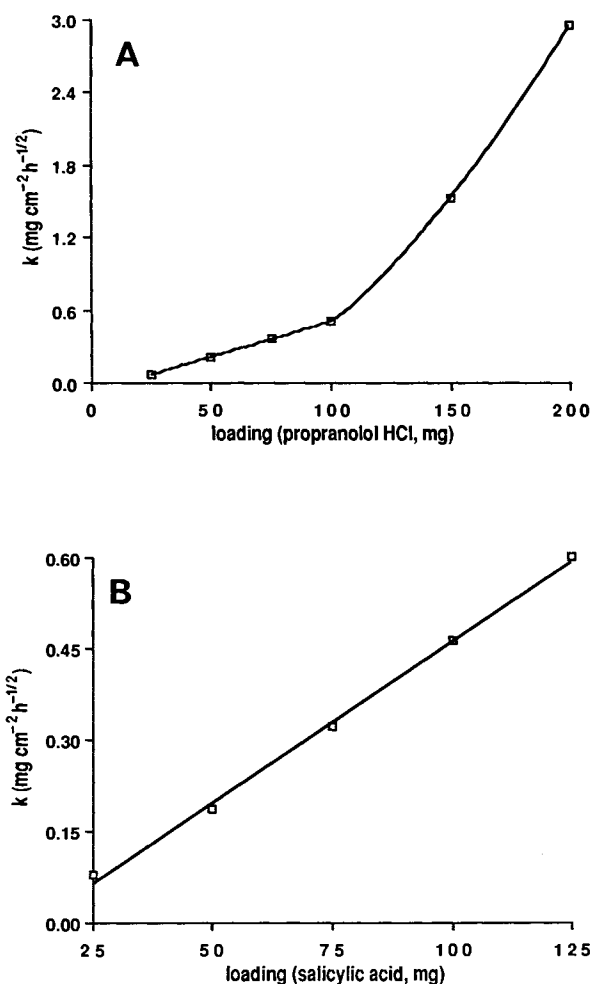 A
3.0
2.4
1.8
1.2
0.6
0.0
k (mg cm⁻² h⁻¹/²)
0 50 100 150 200
loading (propranolol HCl, mg)
B
0.60
0.45
0.30
0.15
0.00
k (mg cm⁻² h⁻¹/²)
25 50 75 100 125
loading (salicylic acid, mg)